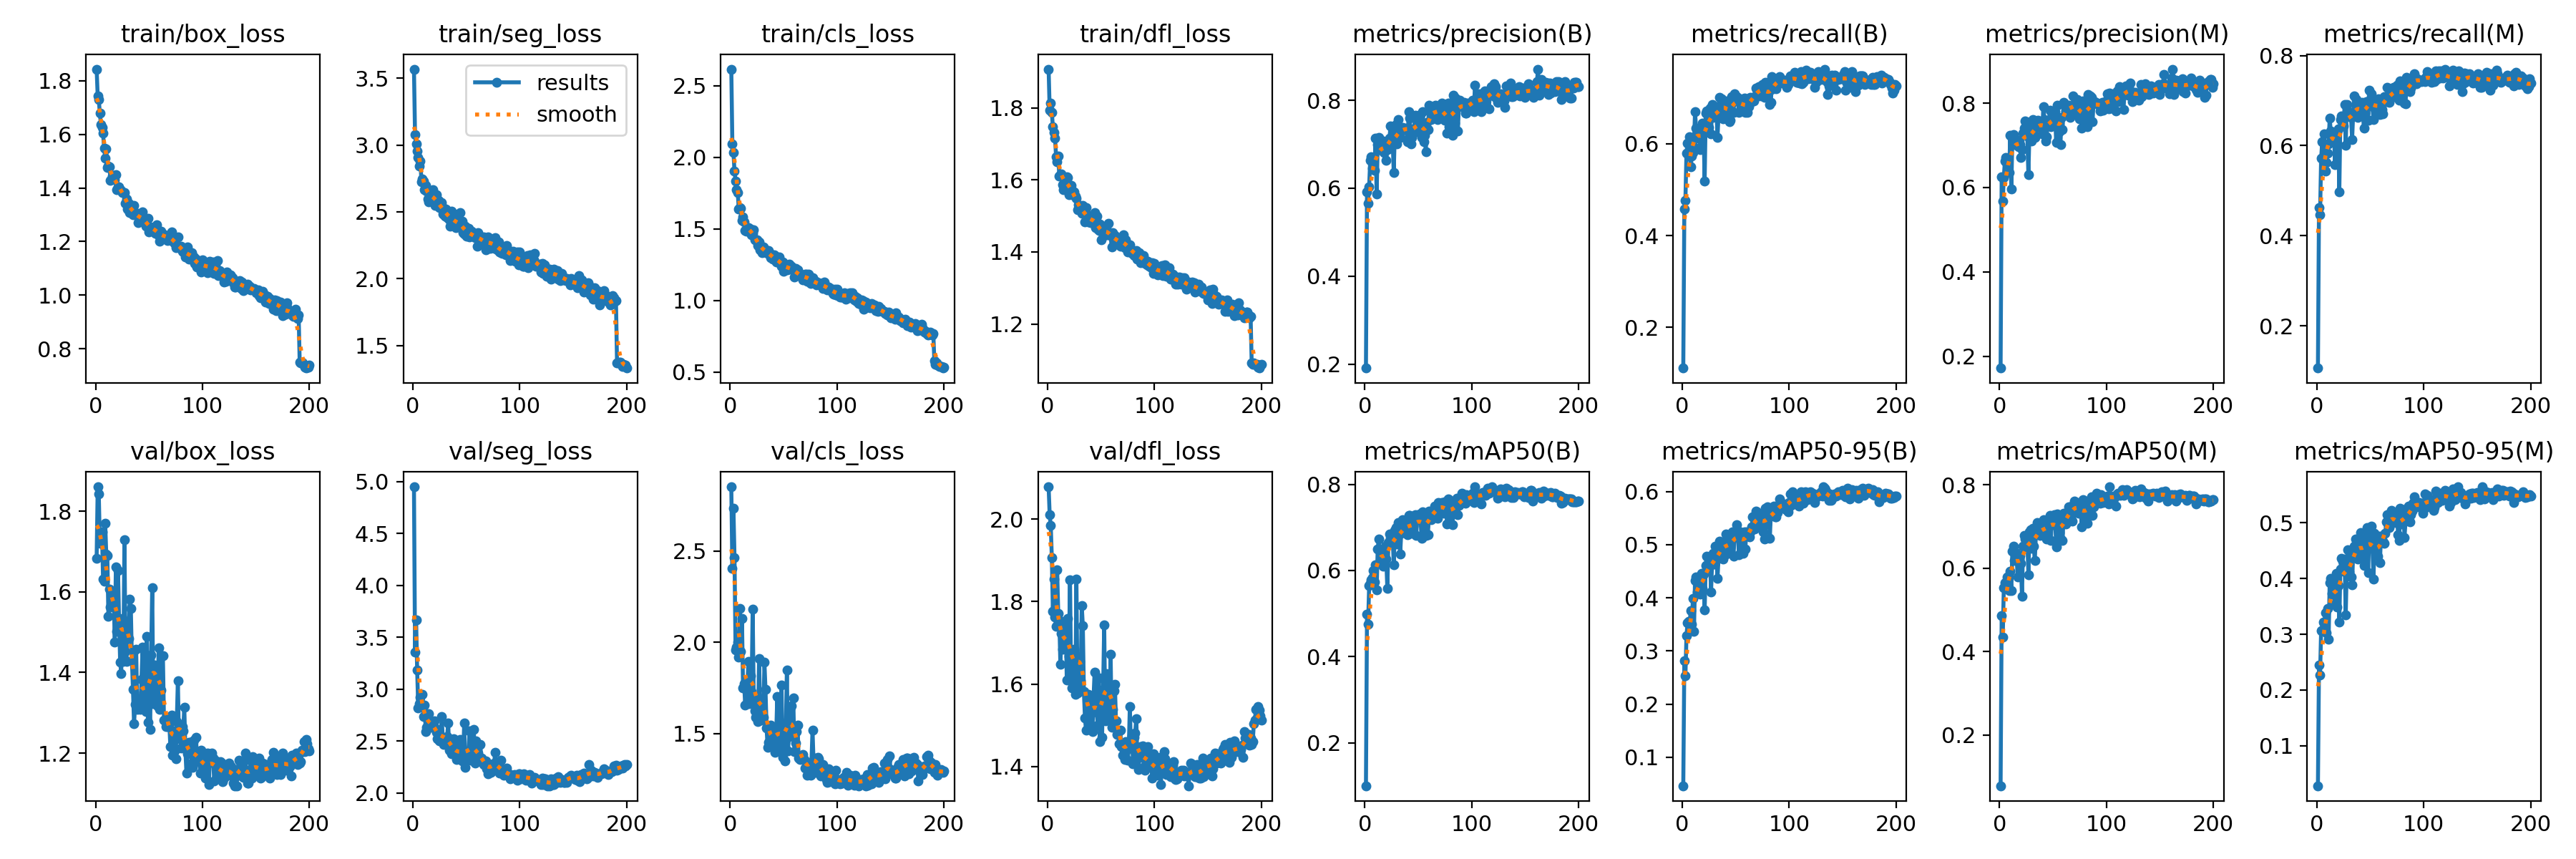 train/box_loss
train/seg_loss
train/cls_loss
train/dfl_loss
metrics/precision(B)
metrics/recall(B)
metrics/precision(M)
metrics/recall(M)
results
smooth
1.8
1.6
1.4
1.2
1.0
0.8
0 100 200
3.5
3.0
2.5
2.0
1.5
0 100 200
2.5
2.0
1.5
1.0
0.5
0 100 200
1.8
1.6
1.4
1.2
0 100 200
0.8
0.6
0.4
0.2
0 100 200
0.6
0.4
0.2
0 100 200
0.8
0.6
0.4
0.2
0 100 200
0.8
0.6
0.4
0.2
0 100 200
val/box_loss
val/seg_loss
val/cls_loss
val/dfl_loss
metrics/mAP50(B)
metrics/mAP50-95(B)
metrics/mAP50(M)
metrics/mAP50-95(M)
1.8
1.6
1.4
1.2
0 100 200
5.0
4.5
4.0
3.5
3.0
2.5
2.0
0 100 200
2.5
2.0
1.5
0 100 200
2.0
1.8
1.6
1.4
0 100 200
0.8
0.6
0.4
0.2
0 100 200
0.6
0.5
0.4
0.3
0.2
0.1
0 100 200
0.8
0.6
0.4
0.2
0 100 200
0.5
0.4
0.3
0.2
0.1
0 100 200